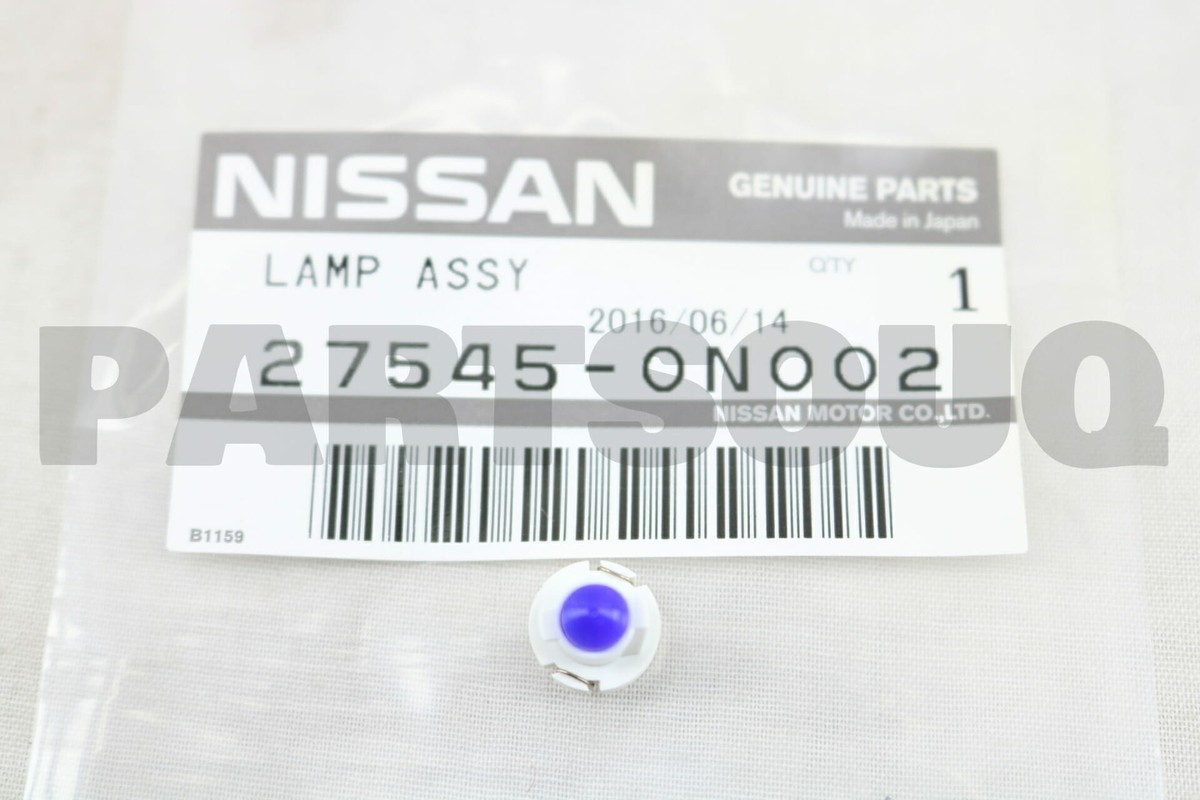 NISSAN
GENUINE PARTS
Made in Japan
LAMP ASSY
QTY
1
2016/06/14
27545-0N002
PARTSOUQ
NISSAN MOTOR CO.,LTD.
B1159